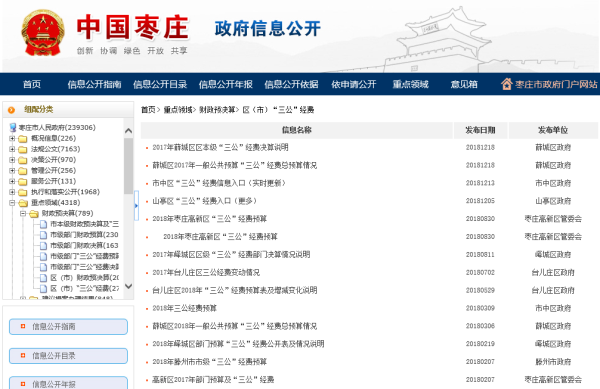 中国枣庄
政府信息公开
创新 协调 绿色 开放 共享
首页 信息公开指南 信息公开目录 信息公开年报 信息公开依据 依申请公开 重点领域 意见箱 枣庄市政府门户网站
组配分类
枣庄市人民政府(239306)
概况信息(226)
法规公文(7163)
决策公开(970)
管理公开(256)
服务公开(131)
执行和落实公开(1968)
重点领域(4318)
财政预决算(789)
市本级财政预决算及“三
市级部门财政预算(230
市级部门财政决算(163
市级部门“三公”经费预
市级部门“三公”经费决
区（市）财政预决算(20
区（市）“三公”经费(27
首页> 重点领域> 财政预决算> 区（市）“三公”经费
信息名称 发布日期 发布单位
2017年薛城区区本级“三公”经费决算说明 20181218 薛城区政府
薛城区2017年一般公共预算“三公”经费总预算情况 20181218 薛城区政府
市中区“三公”经费信息入口（实时更新） 20181213 市中区政府
山亭区“三公”经费入口（更多） 20181205 山亭区政府
2018年枣庄高新区“三公”经费预算 20180830 枣庄高新区管委会
2018年枣庄高新区“三公”经费预算 20180830 枣庄高新区管委会
2017年峄城区区级“三公”经费部门决算情况说明 20180811 峄城区政府
2017年台儿庄区三公经费变动情况 20180702 台儿庄区政府
台儿庄区2018年“三公”经费预算表及增减变化说明 20180529 台儿庄区政府
2018年三公经费预算 20180309 市中区政府
薛城区2018年一般公共预算“三公”经费总预算情况 20180306 薛城区政府
2018年峄城区部门预算“三公”经费公开表及情况说明 20180219 峄城区政府
2018年滕州市市级“三公”经费预算 20180207 滕州市政府
高新区2017年部门预算及“三公”经费 20180207 枣庄高新区管委会
信息公开指南
信息公开目录
信息公开年报